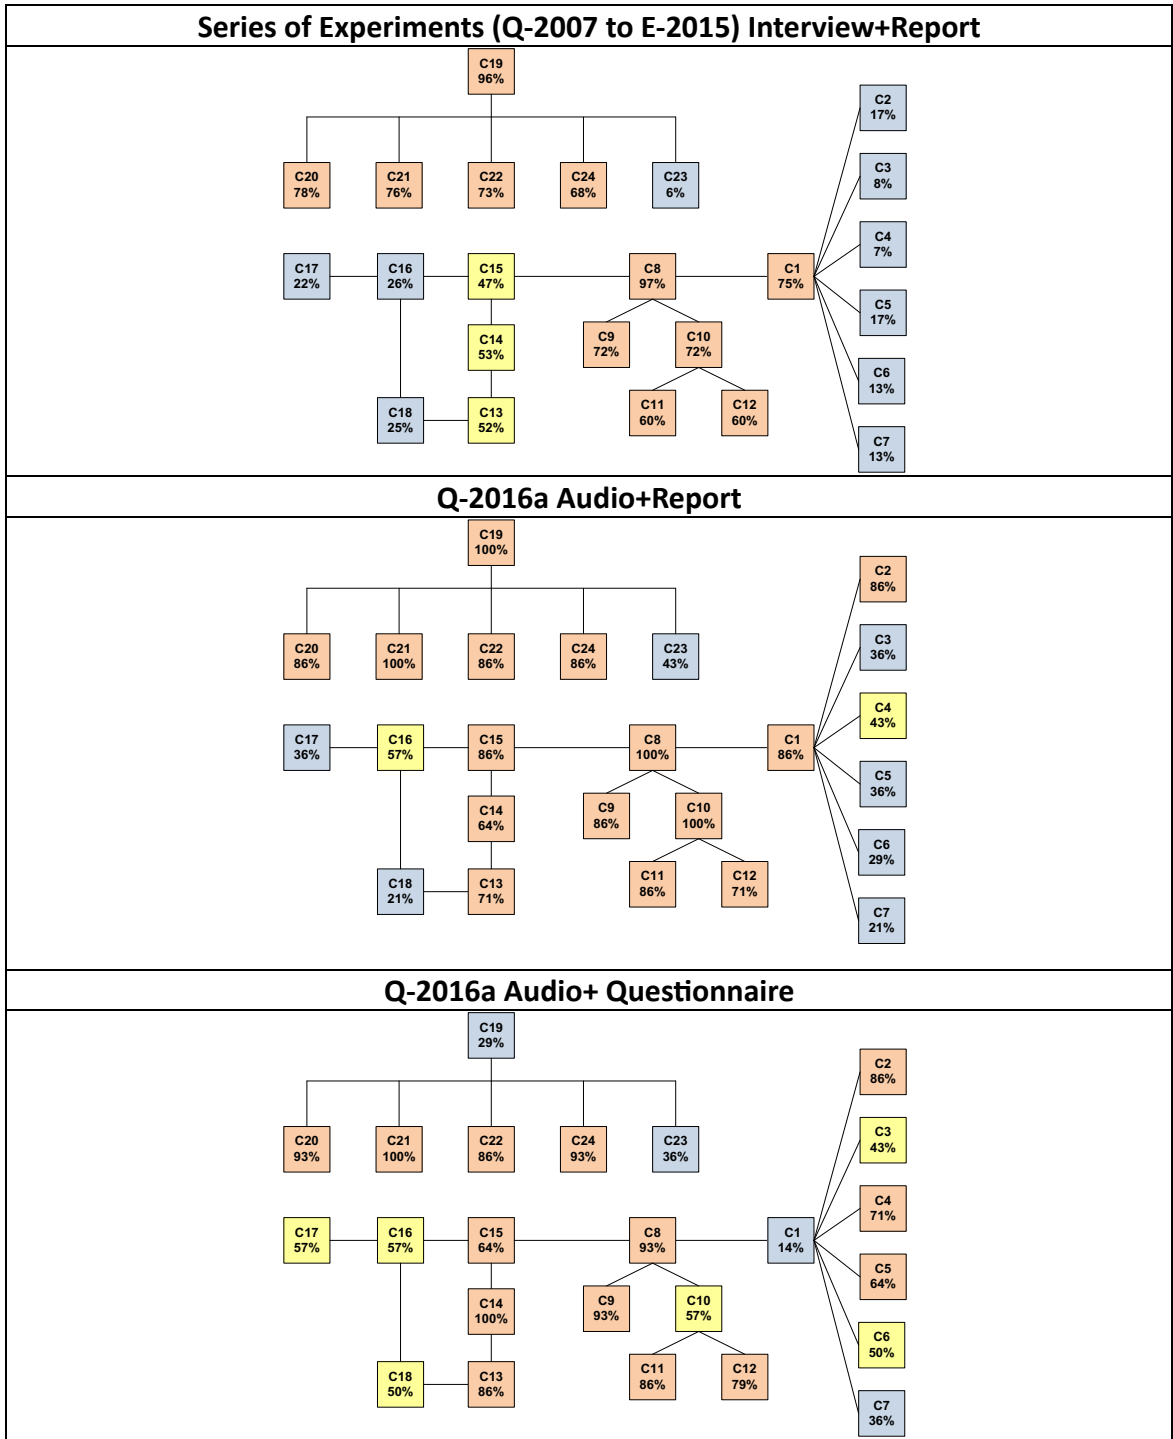 Series of Experiments (Q-2007 to E-2015) Interview+Report
C19
96%
C2
17%
C20
78%
C21
76%
C22
73%
C24
68%
C23
6%
C3
8%
C4
7%
C17
22%
C16
26%
C15
47%
C8
97%
C1
75%
C5
17%
C14
53%
C9
72%
C10
72%
C6
13%
C18
25%
C13
52%
C11
60%
C12
60%
C7
13%
Q-2016a Audio+Report
C19
100%
C2
86%
C20
86%
C21
100%
C22
86%
C24
86%
C23
43%
C3
36%
C4
43%
C17
36%
C16
57%
C15
86%
C8
100%
C1
86%
C5
36%
C14
64%
C9
86%
C10
100%
C6
29%
C18
21%
C13
71%
C11
86%
C12
71%
C7
21%
Q-2016a Audio+ Questionnaire
C19
29%
C2
86%
C20
93%
C21
100%
C22
86%
C24
93%
C23
36%
C3
43%
C4
71%
C17
57%
C16
57%
C15
64%
C8
93%
C1
14%
C5
64%
C14
100%
C9
93%
C10
57%
C6
50%
C18
50%
C13
86%
C11
86%
C12
79%
C7
36%